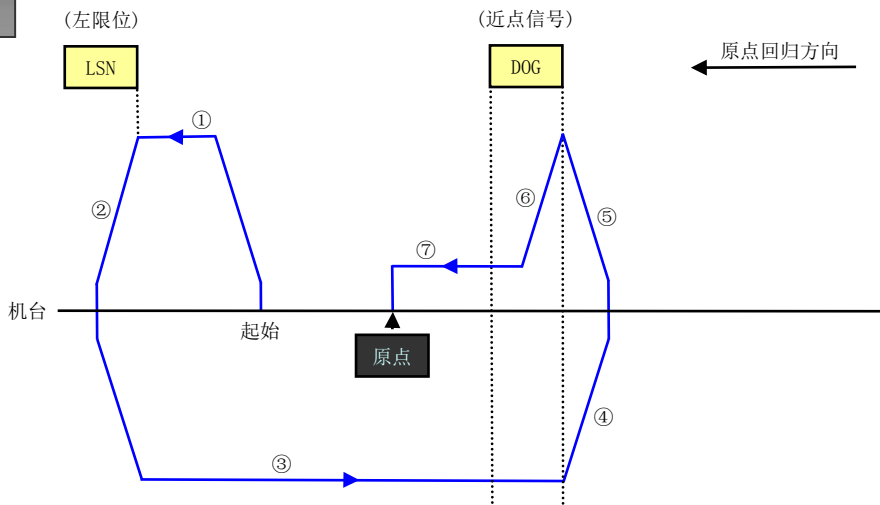 (左限位)
(近点信号)
LSN
DOG
原点回归方向
①
②
⑥
⑤
⑦
机台
起始
原点
④
③